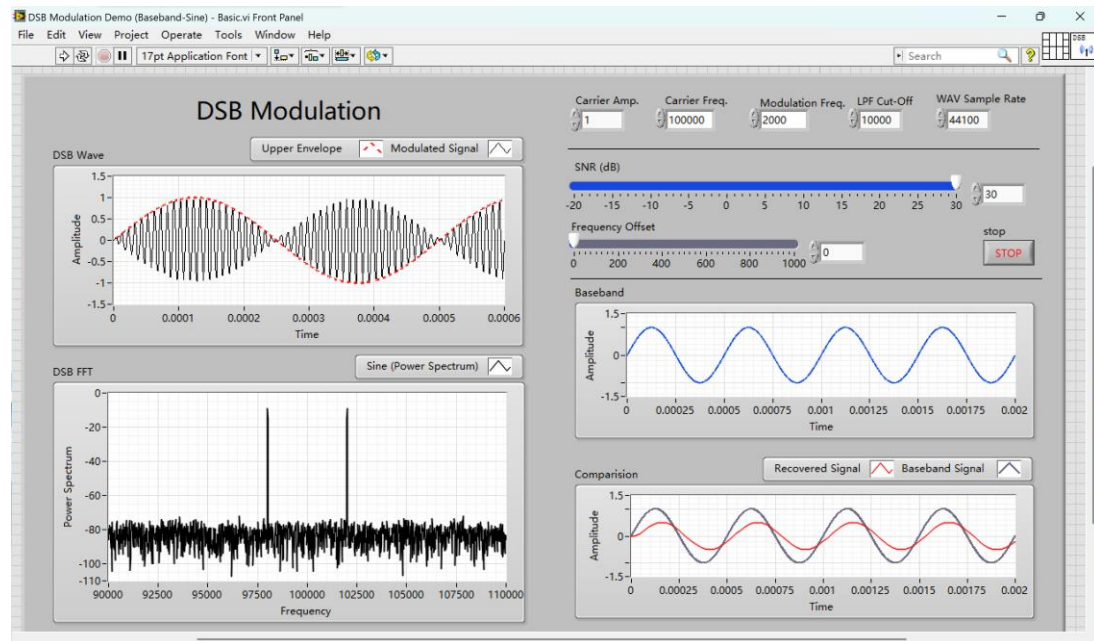 DSB Modulation Demo (Baseband-Sine) - Basic.vi Front Panel
File Edit View Project Operate Tools Window Help
17pt Application Font
Search
DSB
DSB Modulation
Carrier Amp. Carrier Freq. Modulation Freq. LPF Cut-Off WAV Sample Rate
1 100000 2000 10000 44100
DSB Wave
Upper Envelope Modulated Signal
1.5
1
0.5
0
-0.5
-1
-1.5
Amplitude
0 0.0001 0.0002 0.0003 0.0004 0.0005 0.0006
Time
SNR (dB)
-20 -15 -10 -5 0 5 10 15 20 25 30
30
Frequency Offset
0 200 400 600 800 1000
0
stop
STOP
Baseband
1.5
0
-1.5
Amplitude
0 0.00025 0.0005 0.00075 0.001 0.00125 0.0015 0.00175 0.002
Time
DSB FFT
Sine (Power Spectrum)
0
-20
-40
-60
-80
-100
-110
Power Spectrum
90000 92500 95000 97500 100000 102500 105000 107500 110000
Frequency
Comparision
Recovered Signal Baseband Signal
1.5
0
-1.5
Amplitude
0 0.00025 0.0005 0.00075 0.001 0.00125 0.0015 0.00175 0.002
Time